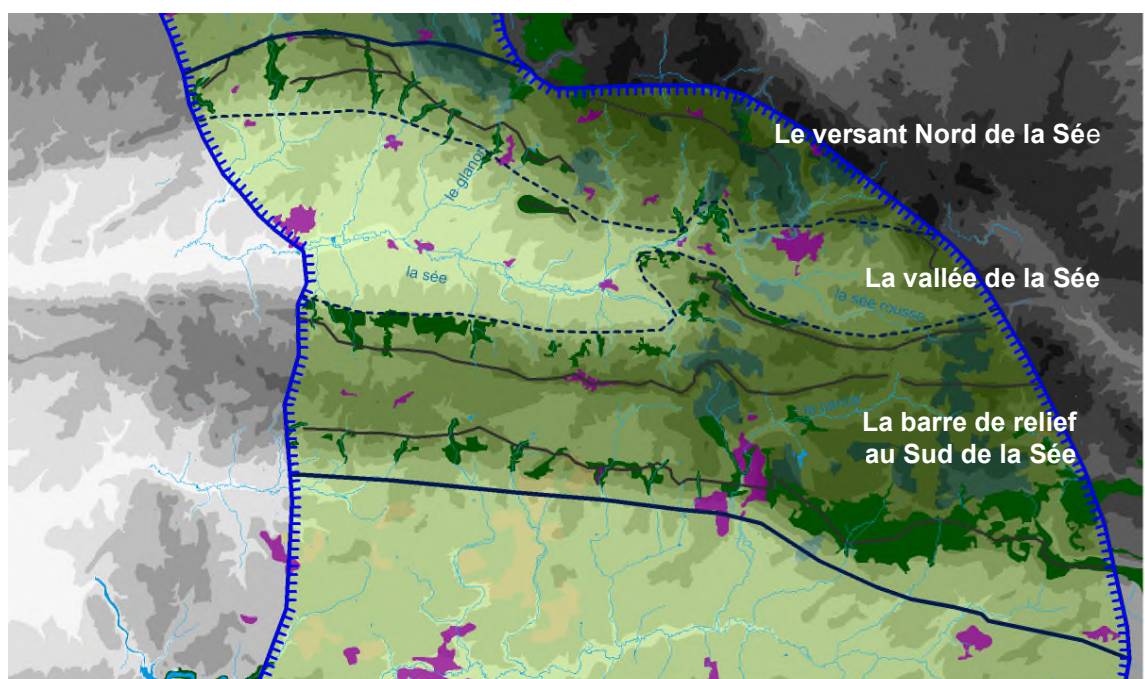 Le versant Nord de la Sée
le glanon
La vallée de la Sée
la sée
la sée rousse
La barre de relief
au Sud de la Sée